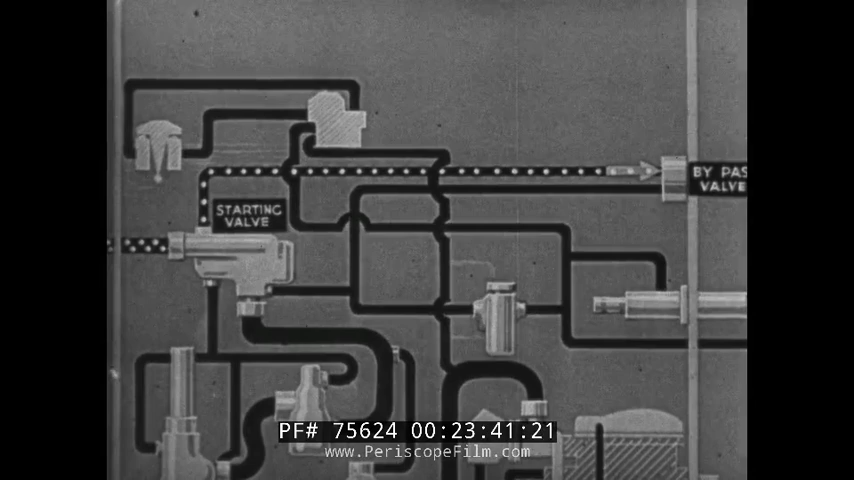 BY PAS
VALVE
STARTING
VALVE
PF# 75624 00:23:41:21
www.PeriscopeFilm.com